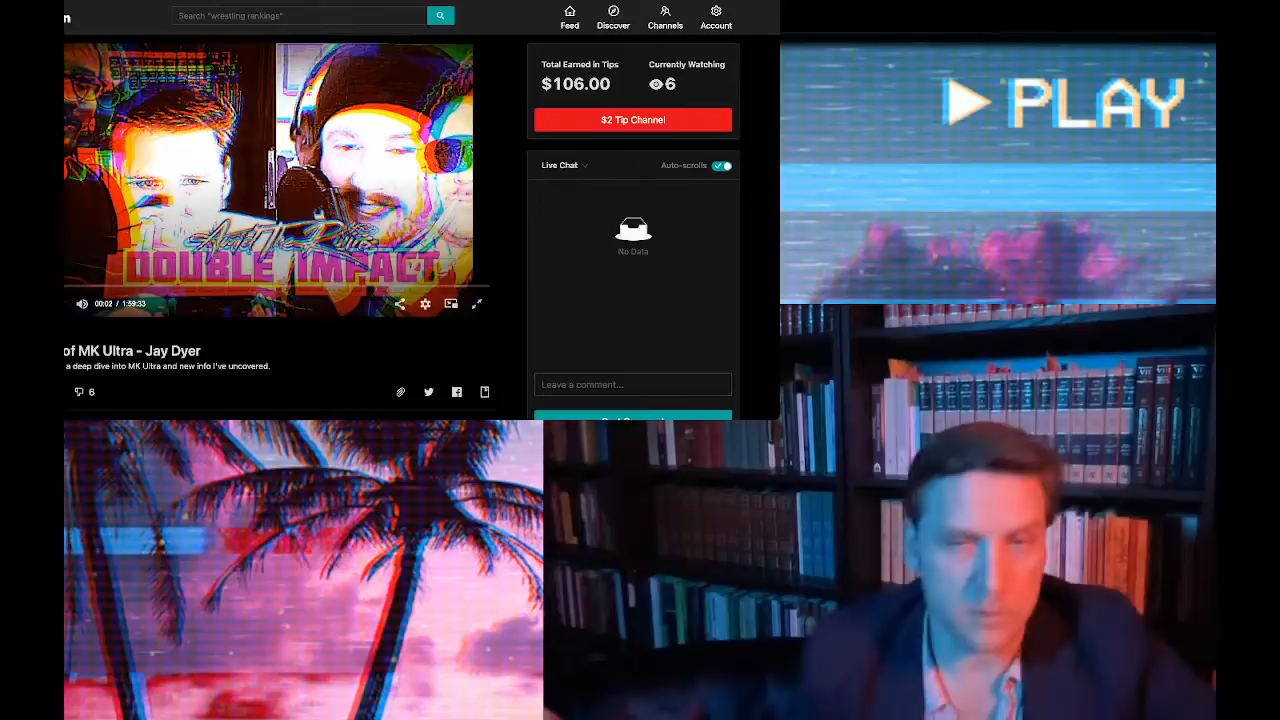 n
Search "wrestling rankings"
Feed
Discover
Channels
Account
Total Earned in Tips
Currently Watching
$106.00
6
$2 Tip Channel
PLAY
Live Chat
Auto-scrolls
No Data
DOUBLE IMPACT
00:02 / 1:59:33
of MK Ultra - Jay Dyer
a deep dive into MK Ultra and new info I've uncovered.
6
Leave a comment...